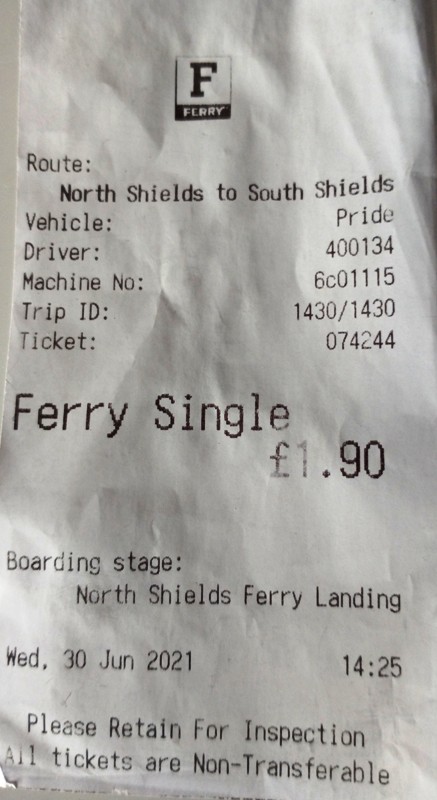 F
FERRY
Route:
North Shields to South Shields
Vehicle: Pride
Driver: 400134
Machine No: 6c01115
Trip ID: 1430/1430
Ticket: 074244
Ferry Single
£1.90
Boarding stage:
North Shields Ferry Landing
Wed, 30 Jun 2021 14:25
Please Retain For Inspection
All tickets are Non-Transferable